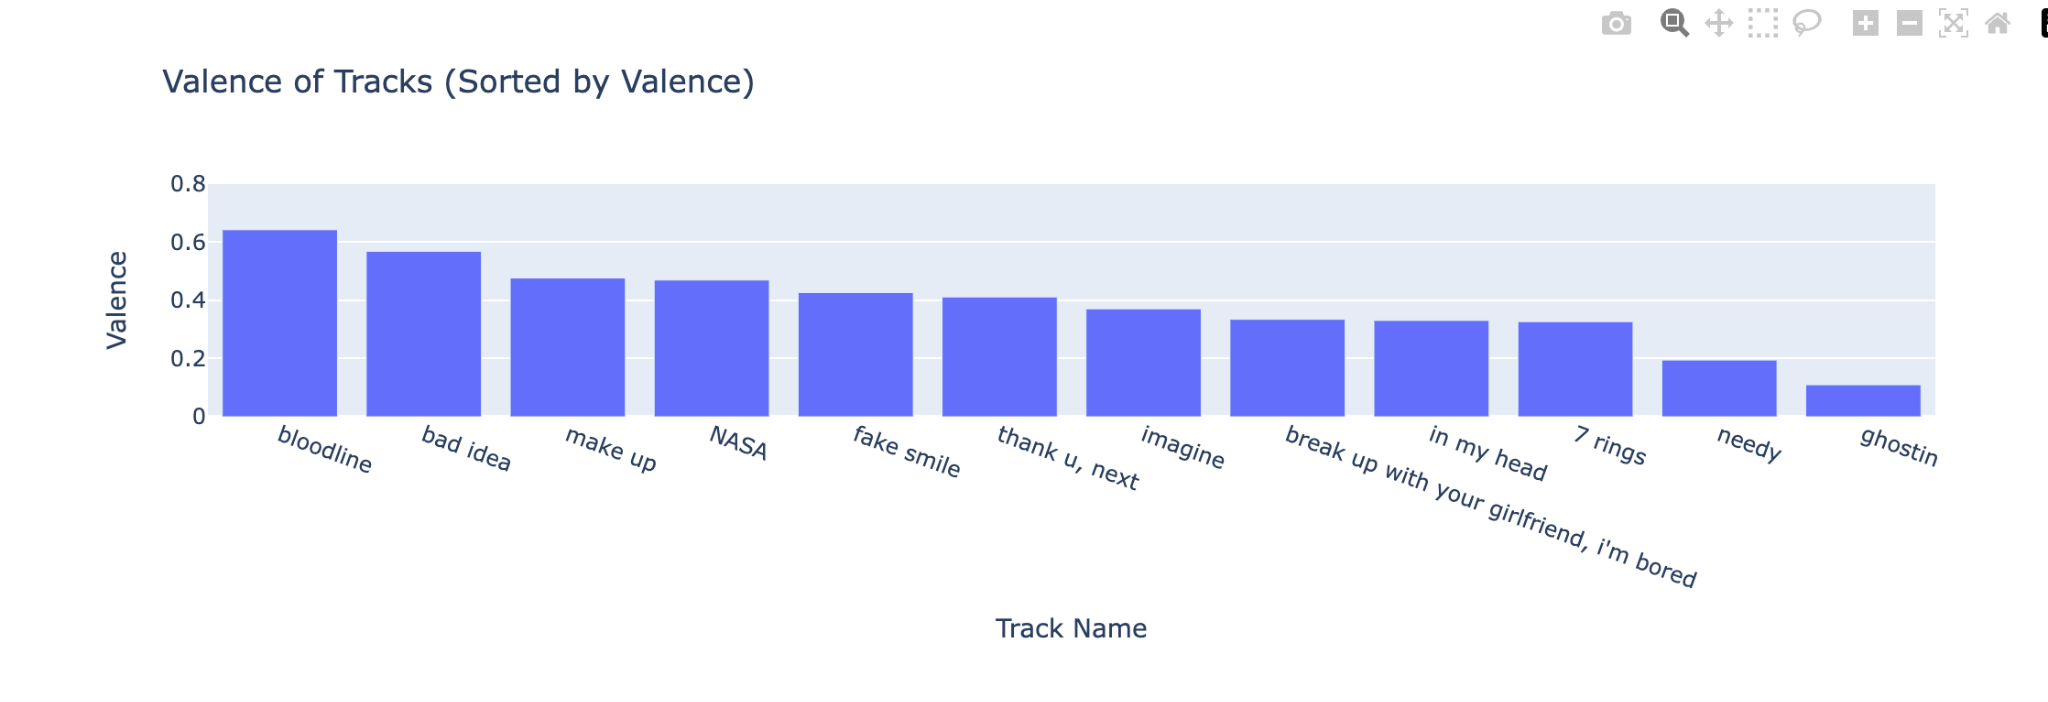 Valence of Tracks (Sorted by Valence)
0.8
0.6
0.4
0.2
0
Valence
bloodline
bad idea
make up
NASA
fake smile
thank u, next
imagine
break up with your girlfriend, i'm bored
in my head
7 rings
needy
ghostin
Track Name